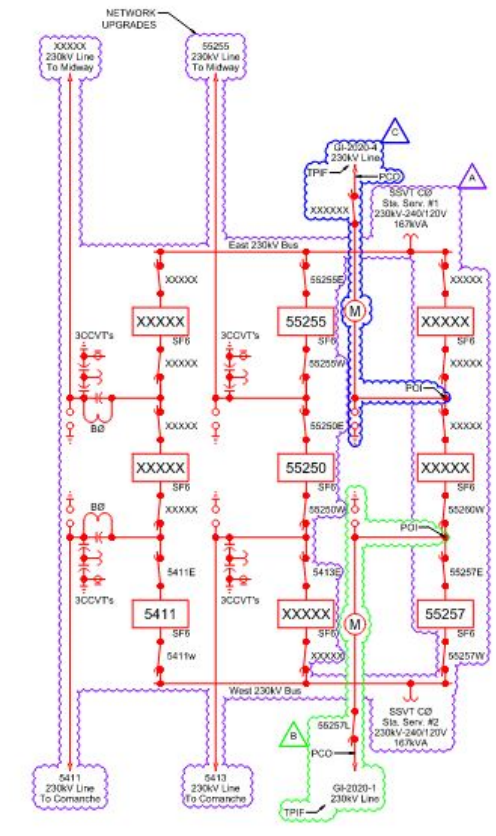 NETWORK
UPGRADES
XXXXX
230kV Line
To Midway
55255
230kV Line
To Midway
C
GI-2020-4
230kV Line
TPIF
PCO
XXXXXX
A
SSVT CØ
Sta. Serv. #1
230kV-240/120V
167kVA
East 230kV Bus
XXXXX
55255E
XXXXX
XXXXX
55255
M
XXXXX
SF6
SF6
SF6
3CCVT's
3CCVT's
XXXXX
55255W
XXXXX
POI
BØ
XXXXX
55250E
XXXXX
XXXXX
55250
XXXXX
SF6
SF6
SF6
XXXXX
55250W
55260W
BØ
POI
5411E
5413E
55257E
3CCVT's
3CCVT's
5411
XXXXX
M
55257
SF6
SF6
SF6
5411w
XXXXX
55257W
West 230kV Bus
SSVT CØ
Sta. Serv. #2
230kV-240/120V
167kVA
55257L
B
PCO
5411
230kV Line
To Comanche
5413
230kV Line
To Comanche
GI-2020-1
230kV Line
TPIF